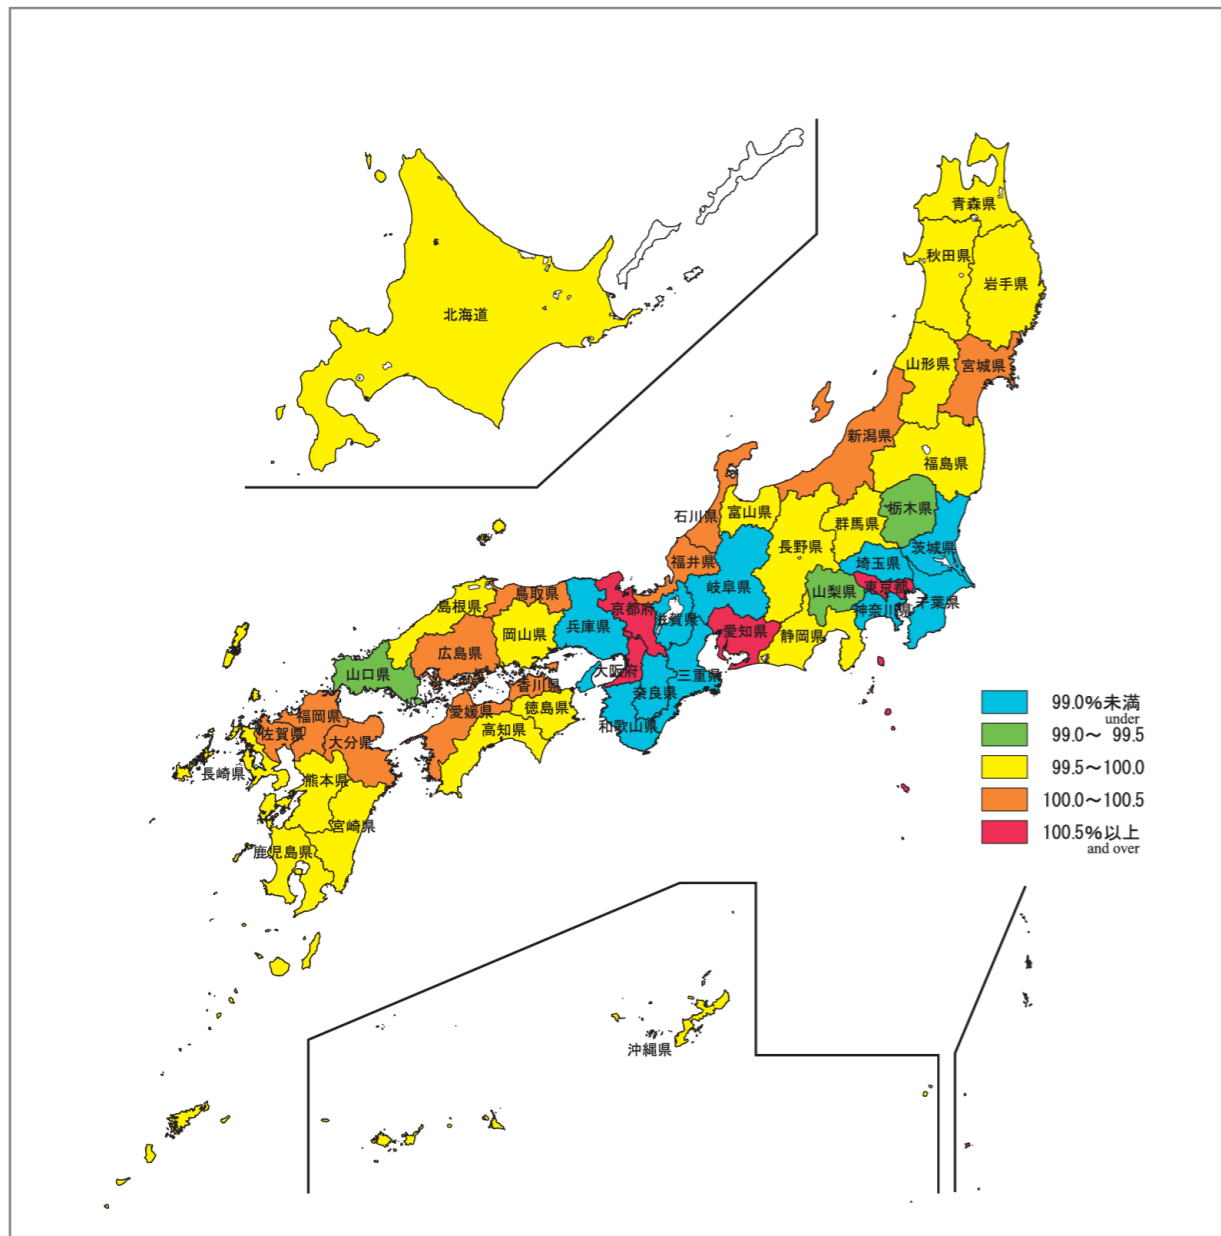 北海道
青森県
秋田県
岩手県
山形県
宮城県
新潟県
福島県
石川県
富山県
栃木県
群馬県
長野県
茨城県
福井県
埼玉県
岐阜県
山梨県
東京都
千葉県
神奈川県
島根県
鳥取県
京都府
滋賀県
兵庫県
岡山県
愛知県
静岡県
広島県
山口県
大阪府
三重県
香川県
奈良県
徳島県
愛媛県
和歌山県
高知県
福岡県
佐賀県
大分県
長崎県
熊本県
宮崎県
鹿児島県
沖縄県
99.0%未満
under
99.0～ 99.5
99.5～100.0
100.0～100.5
100.5%以上
and over